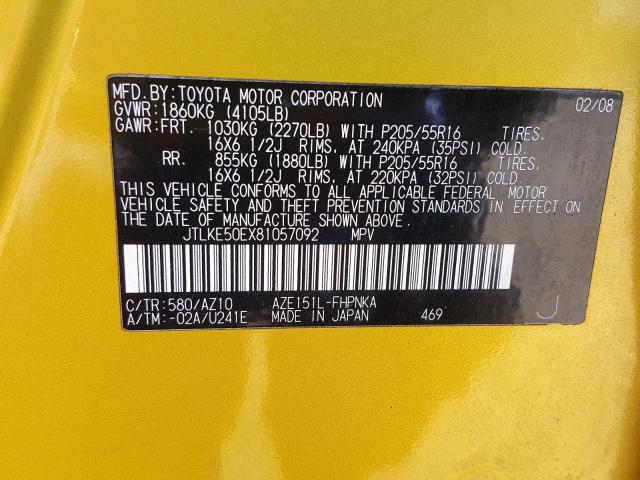 MFD.BY:TOYOTA MOTOR CORPORATION 02/08
GVWR:1860KG (4105LB)
GAWR:FRT. 1030KG (2270LB) WITH P205/55R16 TIRES,
16X6 1/2J RIMS, AT 240KPA (35PSI) COLD.
RR. 855KG (1880LB) WITH P205/55R16 TIRES,
16X6 1/2J RIMS, AT 220KPA (32PSI) COLD.
THIS VEHICLE CONFORMS TO ALL APPLICABLE FEDERAL MOTOR
VEHICLE SAFETY AND THEFT PREVENTION STANDARDS IN EFFECT ON
THE DATE OF MANUFACTURE SHOWN ABOVE.
JTLKE50EX81057092 MPV
C/TR:580/AZ10 AZE151L-FHPNKA
A/TM:-02A/U241E MADE IN JAPAN 469 J